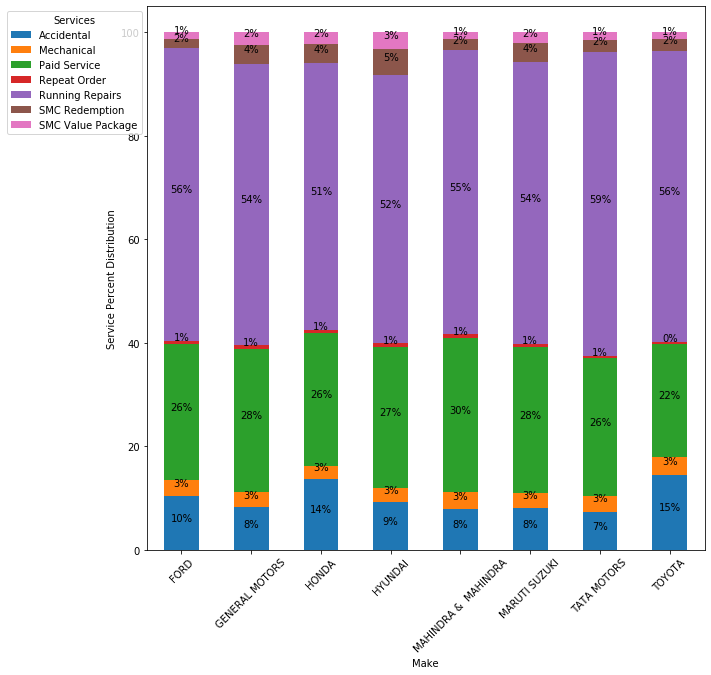 Services
Accidental
Mechanical
Paid Service
Repeat Order
Running Repairs
SMC Redemption
SMC Value Package
Service Percent Distribution
100
80
60
40
20
0
1% 2% 2% 3% 1% 2% 1% 1%
2% 4% 4% 5% 2% 4% 2% 2%
56% 54% 51% 52% 55% 54% 59% 56%
1% 1% 1% 1% 1% 1% 1% 0%
26% 28% 26% 27% 30% 28% 26% 22%
3% 3% 3% 3% 3% 3% 3% 3%
10% 8% 14% 9% 8% 8% 7% 15%
FORD
GENERAL MOTORS
HONDA
HYUNDAI
MAHINDRA & MAHINDRA
MARUTI SUZUKI
TATA MOTORS
TOYOTA
Make